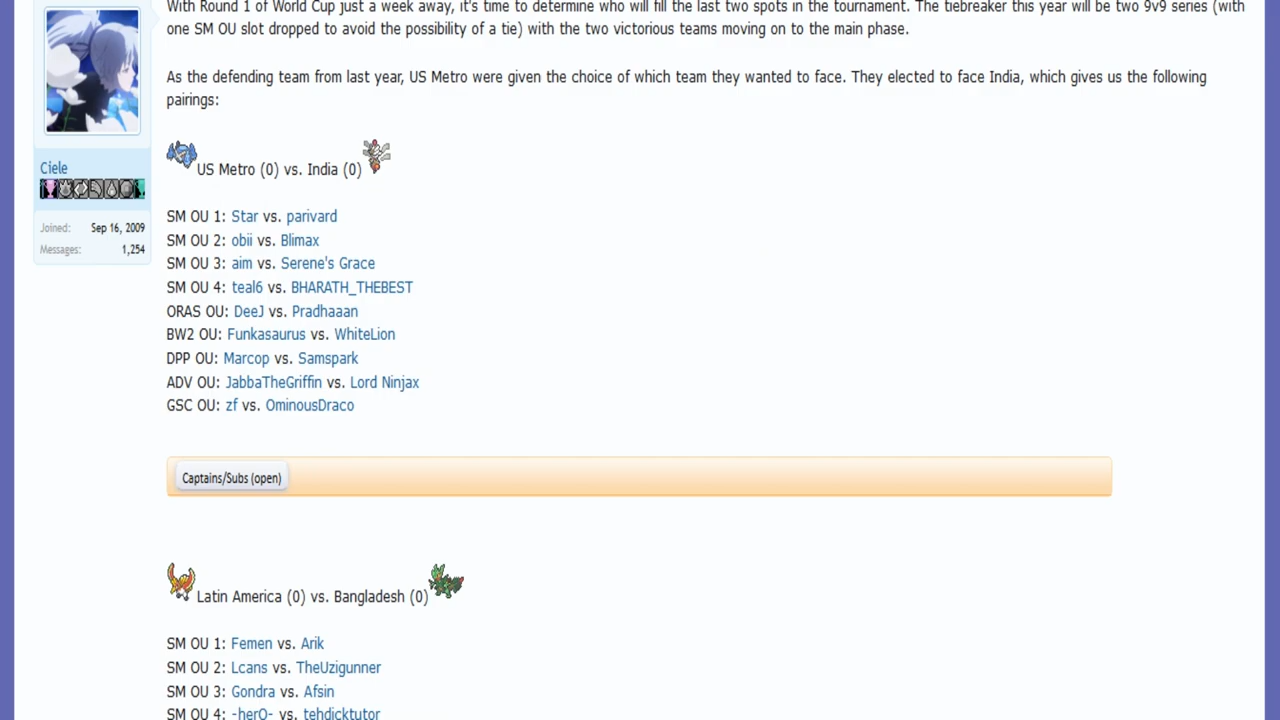 With Round 1 of World Cup just a week away, it's time to determine who will fill the last two spots in the tournament. The tiebreaker this year will be two 9v9 series (with
one SM OU slot dropped to avoid the possibility of a tie) with the two victorious teams moving on to the main phase.
As the defending team from last year, US Metro were given the choice of which team they wanted to face. They elected to face India, which gives us the following
pairings:
Ciele
Joined: Sep 16, 2009
Messages: 1,254
US Metro (0) vs. India (0)
SM OU 1: Star vs. parivard
SM OU 2: obii vs. Blimax
SM OU 3: aim vs. Serene's Grace
SM OU 4: teal6 vs. BHARATH_THEBEST
ORAS OU: DeeJ vs. Pradhaaan
BW2 OU: Funkasaurus vs. WhiteLion
DPP OU: Marcop vs. Samspark
ADV OU: JabbaTheGriffin vs. Lord Ninjax
GSC OU: zf vs. OminousDraco
Captains/Subs (open)
Latin America (0) vs. Bangladesh (0)
SM OU 1: Femen vs. Arik
SM OU 2: Lcans vs. TheUzigunner
SM OU 3: Gondra vs. Afsin
SM OU 4: -herO- vs. tehdicktutor